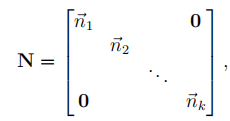 N = [ n⃗₁ 0
n⃗₂
⋱
0 n⃗ₖ ] ,